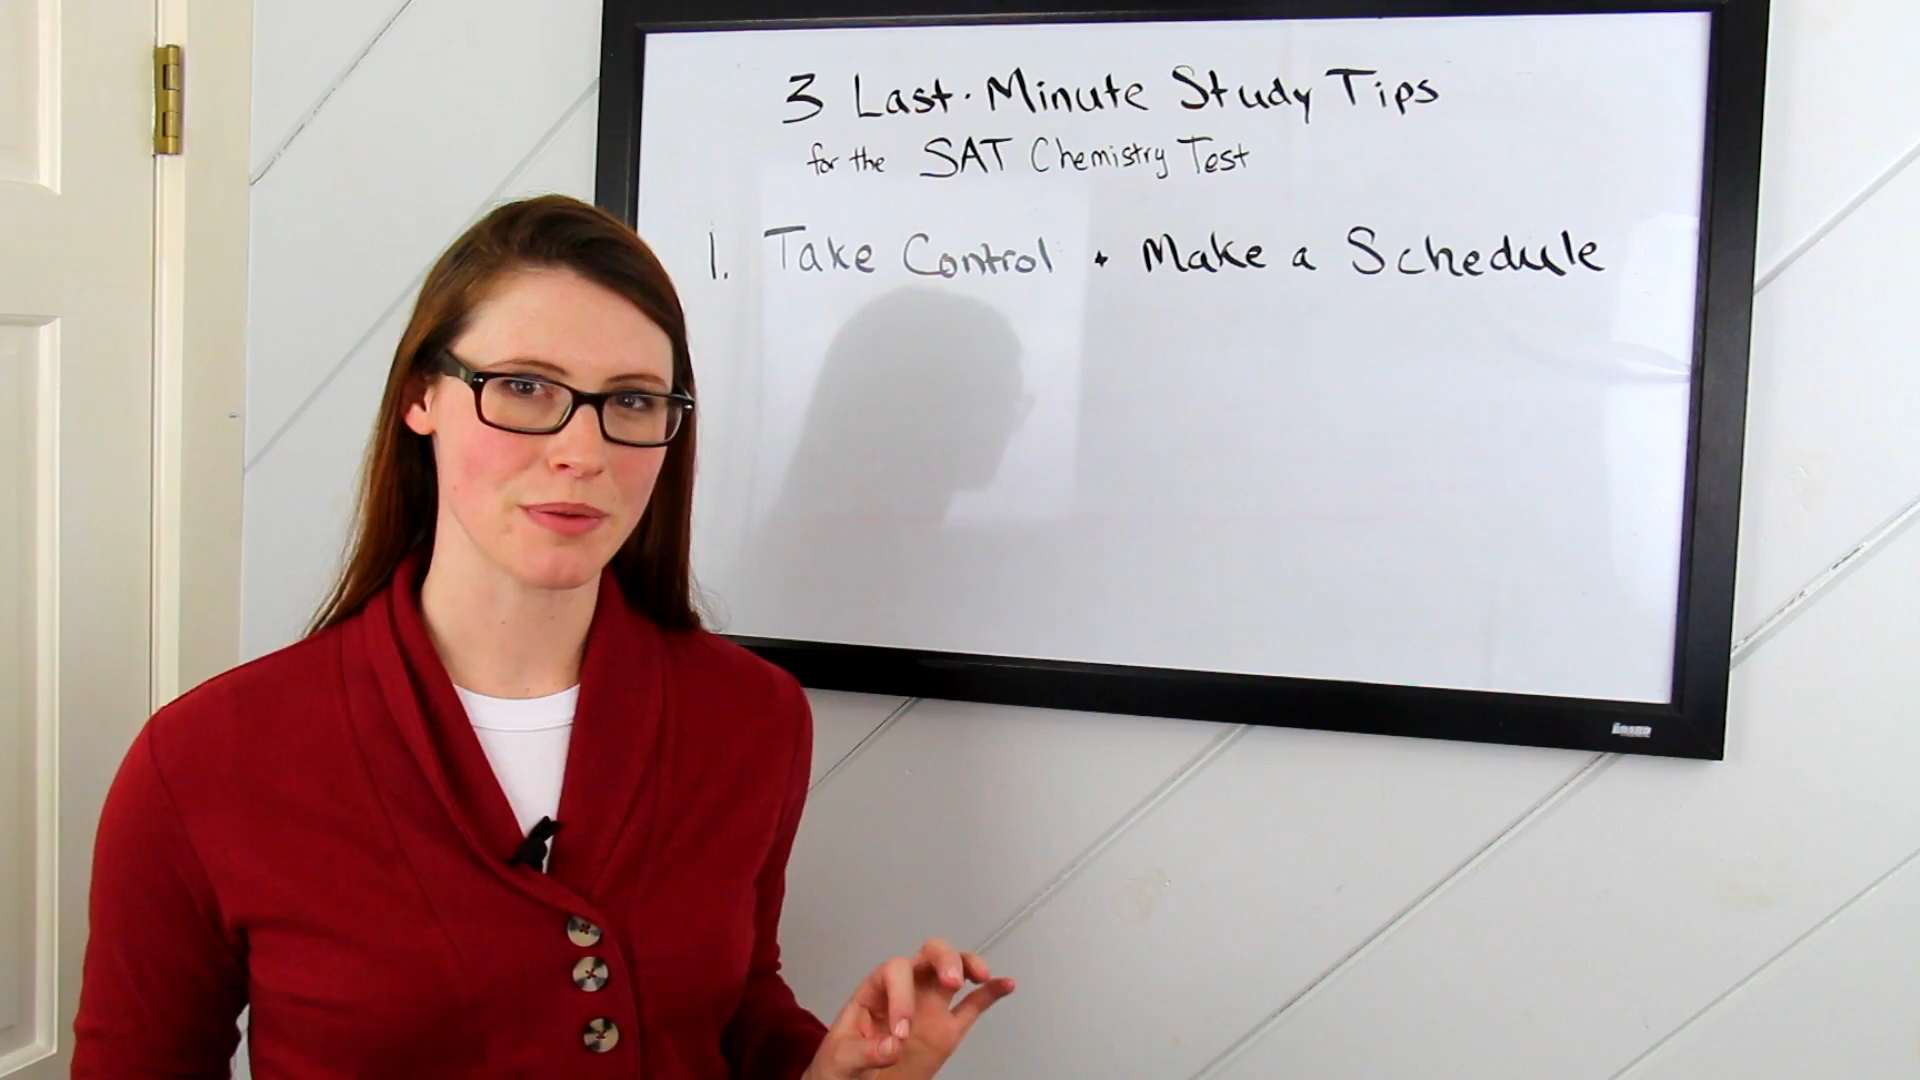 3 Last-Minute Study Tips
for the SAT Chemistry Test
1. Take Control + Make a Schedule